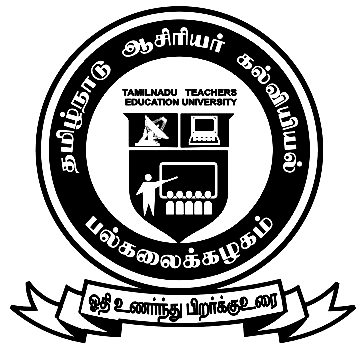 தமிழ்நாடு ஆசிரியர் கல்வியியல்
TAMILNADU TEACHERS
EDUCATION UNIVERSITY
பல்கலைக்கழகம்
ஓதி உணர்ந்து பிறர்க்குஉரை